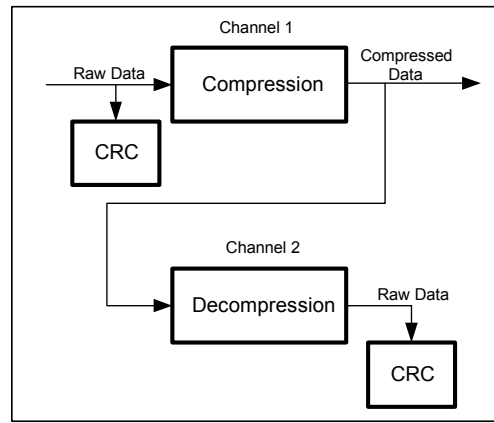 Channel 1
Raw Data
Compression
Compressed
Data
CRC
Channel 2
Decompression
Raw Data
CRC